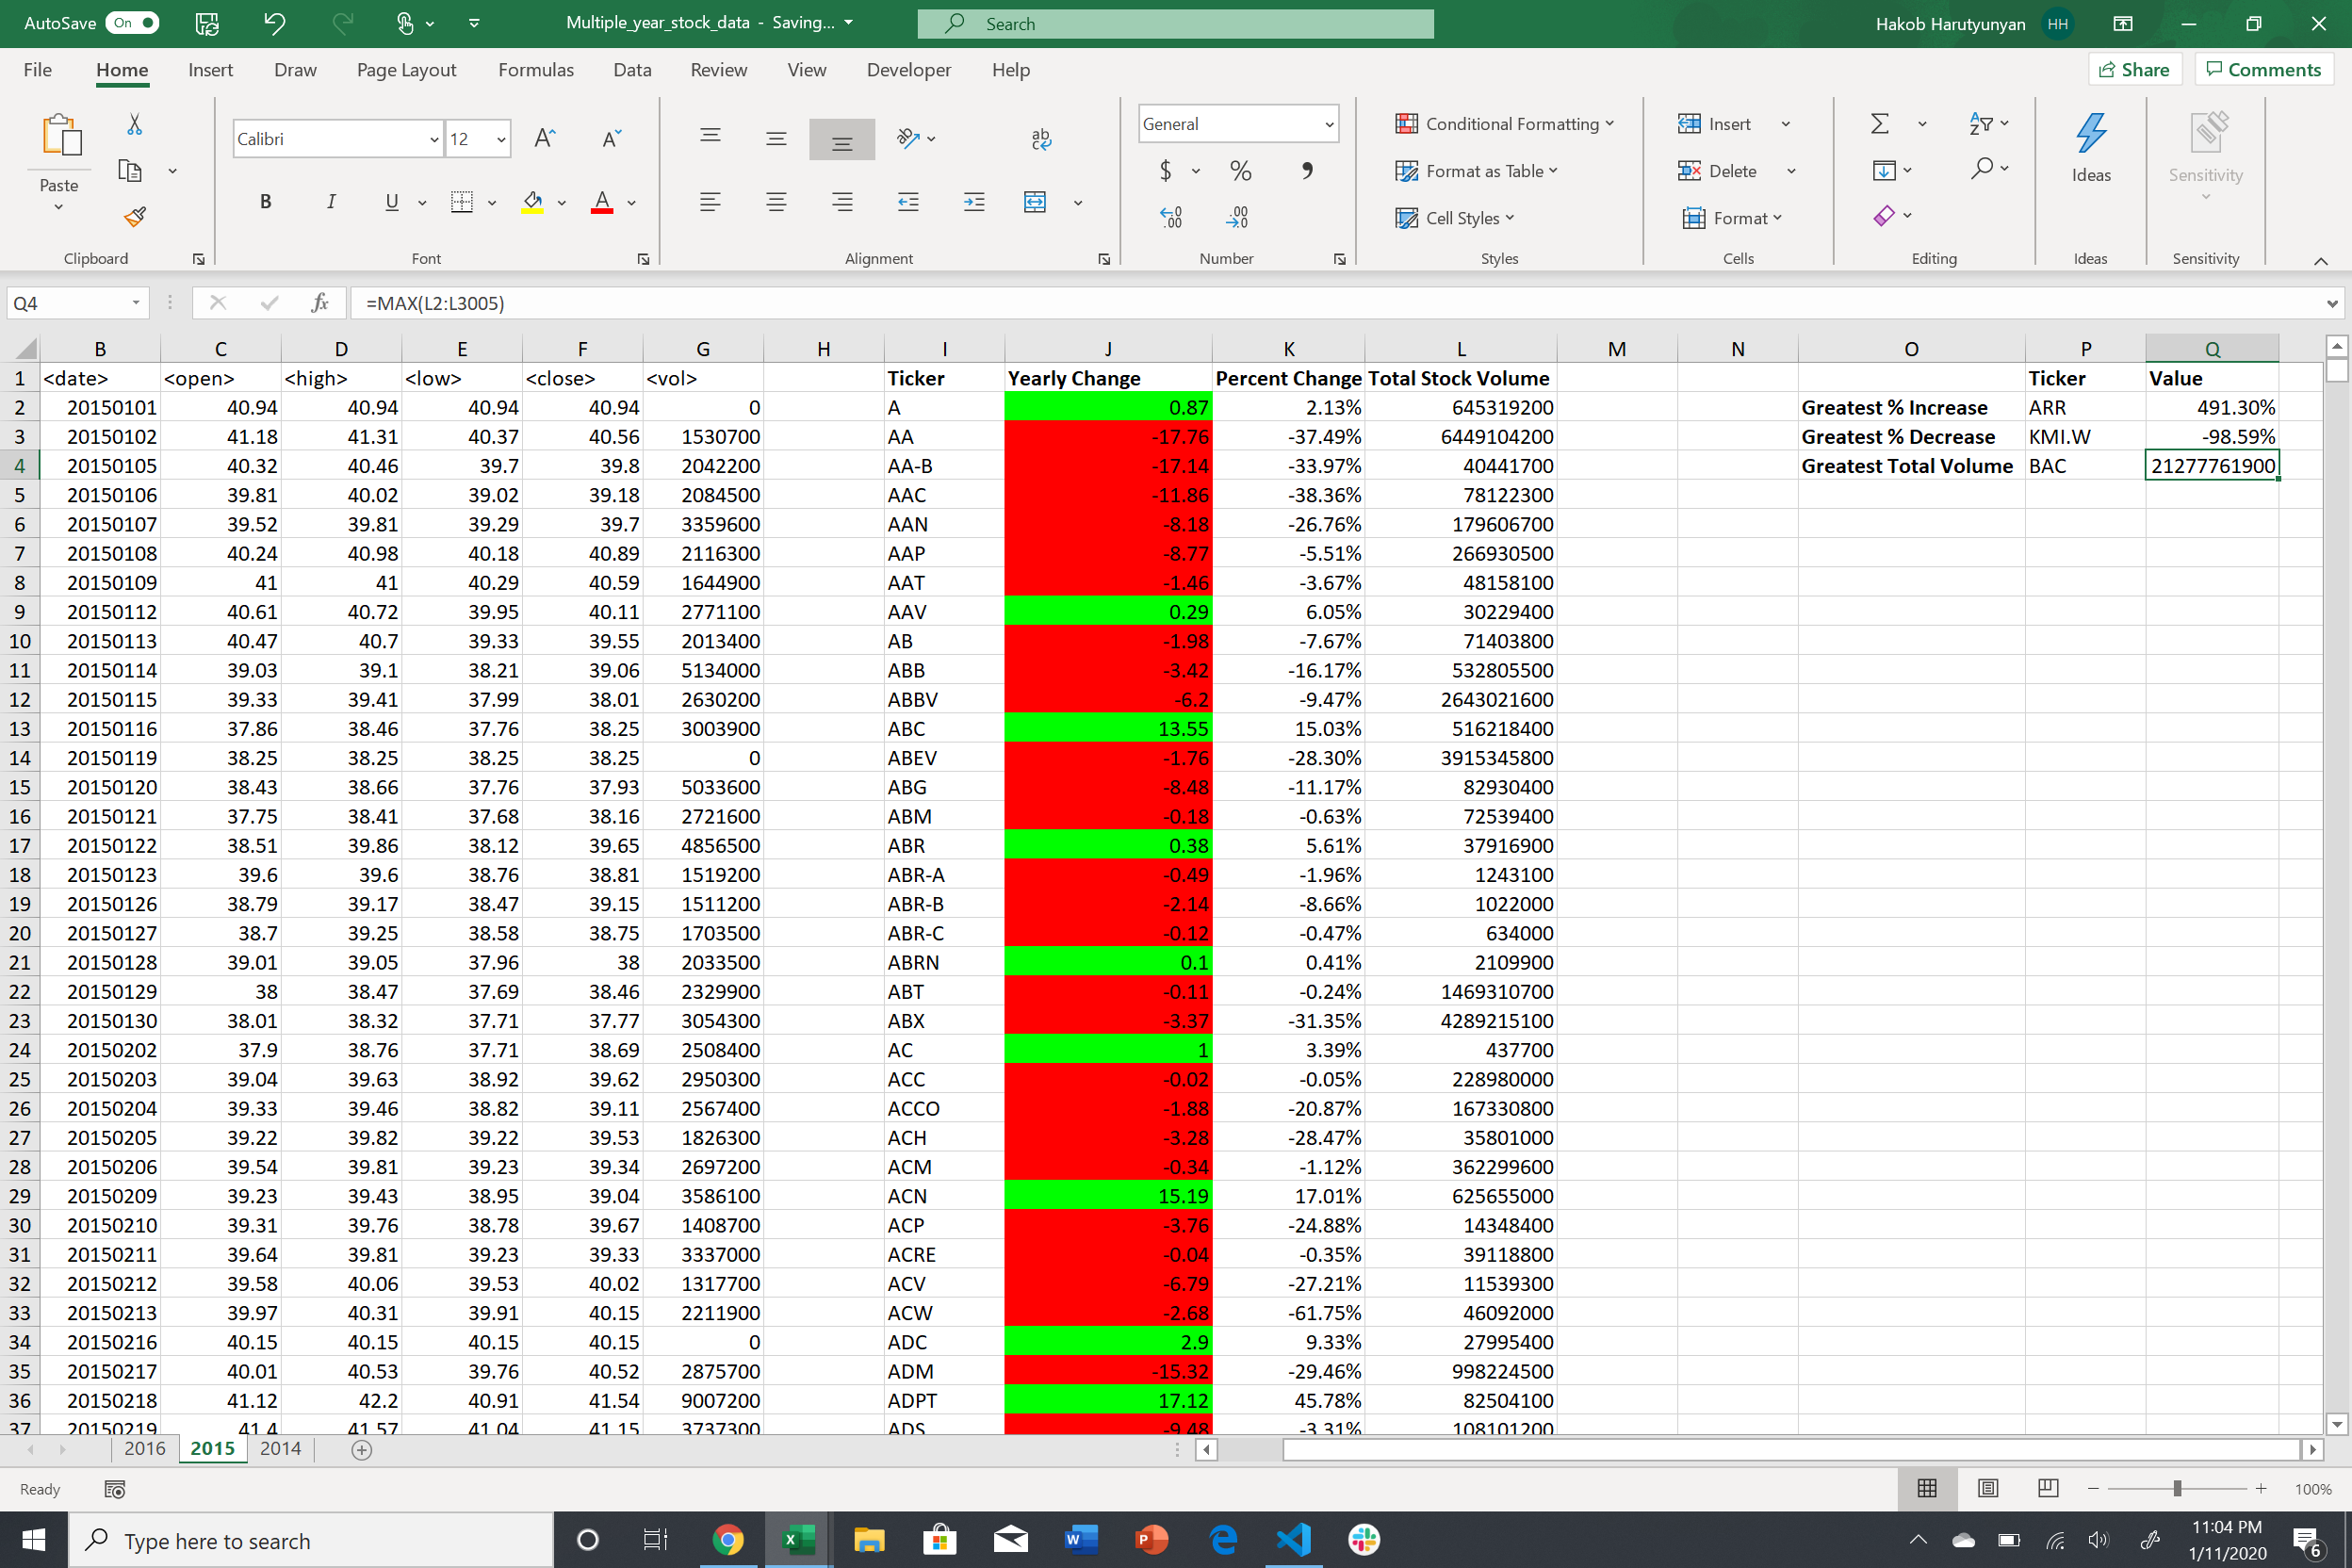 AutoSave On Multiple_year_stock_data - Saving... Search Hakob Harutyunyan HH
File Home Insert Draw Page Layout Formulas Data Review View Developer Help Share Comments
Paste Calibri 12 General Conditional Formatting Insert Ideas Sensitivity
B I U A $ % Format as Table Delete
Cell Styles Format
Clipboard Font Alignment Number Styles Cells Editing Ideas Sensitivity
Q4 fx =MAX(L2:L3005)
B C D E F G H I J K L M N O P Q
1 <date> <open> <high> <low> <close> <vol> Ticker Yearly Change Percent Change Total Stock Volume Ticker Value
2 20150101 40.94 40.94 40.94 40.94 0 A 0.87 2.13% 645319200 Greatest % Increase ARR 491.30%
3 20150102 41.18 41.31 40.37 40.56 1530700 AA -17.76 -37.49% 6449104200 Greatest % Decrease KMI.W -98.59%
4 20150105 40.32 40.46 39.7 39.8 2042200 AA-B -17.14 -33.97% 40441700 Greatest Total Volume BAC 21277761900
5 20150106 39.81 40.02 39.02 39.18 2084500 AAC -11.86 -38.36% 78122300
6 20150107 39.52 39.81 39.29 39.7 3359600 AAN -8.18 -26.76% 179606700
7 20150108 40.24 40.98 40.18 40.89 2116300 AAP -8.77 -5.51% 266930500
8 20150109 41 41 40.29 40.59 1644900 AAT -1.46 -3.67% 48158100
9 20150112 40.61 40.72 39.95 40.11 2771100 AAV 0.29 6.05% 30229400
10 20150113 40.47 40.7 39.33 39.55 2013400 AB -1.98 -7.67% 71403800
11 20150114 39.03 39.1 38.21 39.06 5134000 ABB -3.42 -16.17% 532805500
12 20150115 39.33 39.41 37.99 38.01 2630200 ABBV -6.2 -9.47% 2643021600
13 20150116 37.86 38.46 37.76 38.25 3003900 ABC 13.55 15.03% 516218400
14 20150119 38.25 38.25 38.25 38.25 0 ABEV -1.76 -28.30% 3915345800
15 20150120 38.43 38.66 37.76 37.93 5033600 ABG -8.48 -11.17% 82930400
16 20150121 37.75 38.41 37.68 38.16 2721600 ABM -0.18 -0.63% 72539400
17 20150122 38.51 39.86 38.12 39.65 4856500 ABR 0.38 5.61% 37916900
18 20150123 39.6 39.6 38.76 38.81 1519200 ABR-A -0.49 -1.96% 1243100
19 20150126 38.79 39.17 38.47 39.15 1511200 ABR-B -2.14 -8.66% 1022000
20 20150127 38.7 39.25 38.58 38.75 1703500 ABR-C -0.12 -0.47% 634000
21 20150128 39.01 39.05 37.96 38 2033500 ABRN 0.1 0.41% 2109900
22 20150129 38 38.47 37.69 38.46 2329900 ABT -0.11 -0.24% 1469310700
23 20150130 38.01 38.32 37.71 37.77 3054300 ABX -3.37 -31.35% 4289215100
24 20150202 37.9 38.76 37.71 38.69 2508400 AC 1 3.39% 437700
25 20150203 39.04 39.63 38.92 39.62 2950300 ACC -0.02 -0.05% 228980000
26 20150204 39.33 39.46 38.82 39.11 2567400 ACCO -1.88 -20.87% 167330800
27 20150205 39.22 39.82 39.22 39.53 1826300 ACH -3.28 -28.47% 35801000
28 20150206 39.54 39.81 39.23 39.34 2697200 ACM -0.34 -1.12% 362299600
29 20150209 39.23 39.43 38.95 39.04 3586100 ACN 15.19 17.01% 625655000
30 20150210 39.31 39.76 38.78 39.67 1408700 ACP -3.76 -24.88% 14348400
31 20150211 39.64 39.81 39.23 39.33 3337000 ACRE -0.04 -0.35% 39118800
32 20150212 39.58 40.06 39.53 40.02 1317700 ACV -6.79 -27.21% 11539300
33 20150213 39.97 40.31 39.91 40.15 2211900 ACW -2.68 -61.75% 46092000
34 20150216 40.15 40.15 40.15 40.15 0 ADC 2.9 9.33% 27995400
35 20150217 40.01 40.53 39.76 40.52 2875700 ADM -15.32 -29.46% 998224500
36 20150218 41.12 42.2 40.91 41.54 9007200 ADPT 17.12 45.78% 82504100
37 20150219 41.4 41.57 41.04 41.15 3737300 ADS -9.48 -3.31% 108101200
2016 2015 2014
Ready 100%
Type here to search 11:04 PM
1/11/2020 6